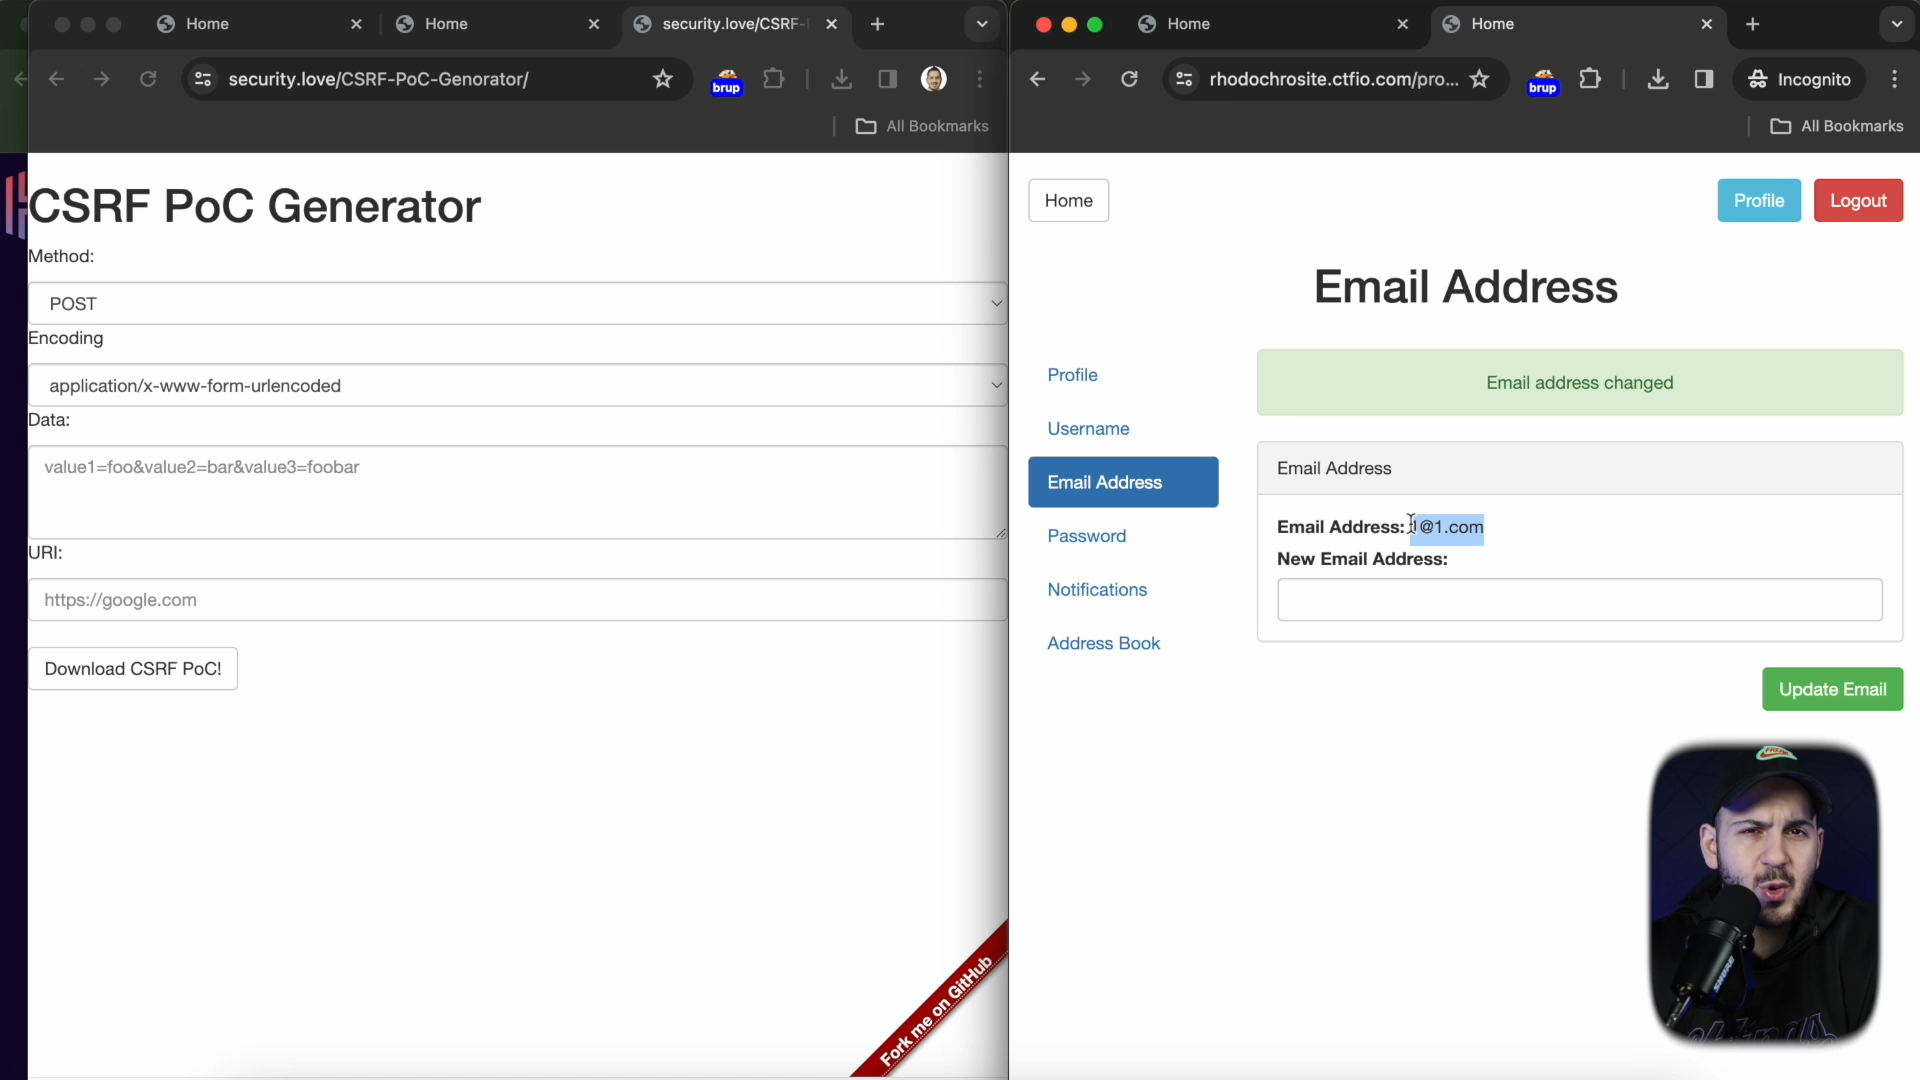 Home
Home
security.love/CSRF-
security.love/CSRF-PoC-Genorator/
brup
All Bookmarks
CSRF PoC Generator
Method:
POST
Encoding
application/x-www-form-urlencoded
Data:
value1=foo&value2=bar&value3=foobar
URI:
https://google.com
Download CSRF PoC!
Fork me on GitHub
Home
Home
rhodochrosite.ctfio.com/pro...
brup
Incognito
All Bookmarks
Home
Profile
Logout
Email Address
Profile
Username
Email Address
Password
Notifications
Address Book
Email address changed
Email Address
Email Address: 1@1.com
New Email Address:
Update Email
SHURE